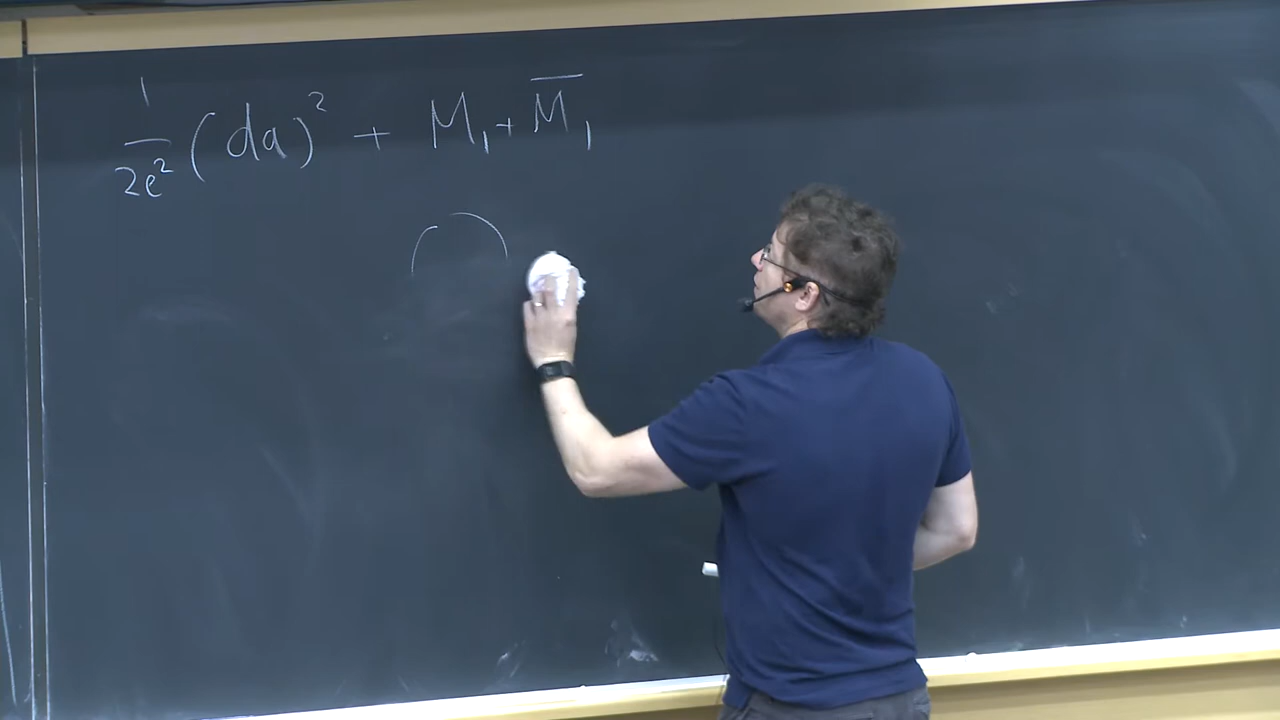 1/2e² (da)² + M₁ + M̅₁